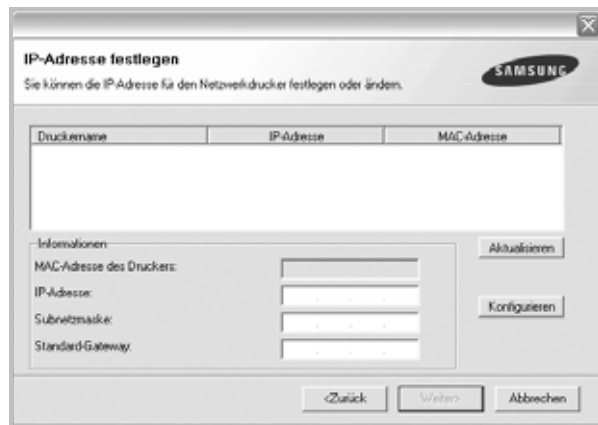 IP-Adresse festlegen
Sie können die IP-Adresse für den Netzwerkdrucker festlegen oder ändern.
SAMSUNG
Druckername IP-Adresse MAC-Adresse
Informationen
MAC-Adresse des Druckers:
Aktualisieren
IP-Adresse:
Konfigurieren
Subnetzmaske:
Standard-Gateway:
<Zurück Weiter> Abbrechen